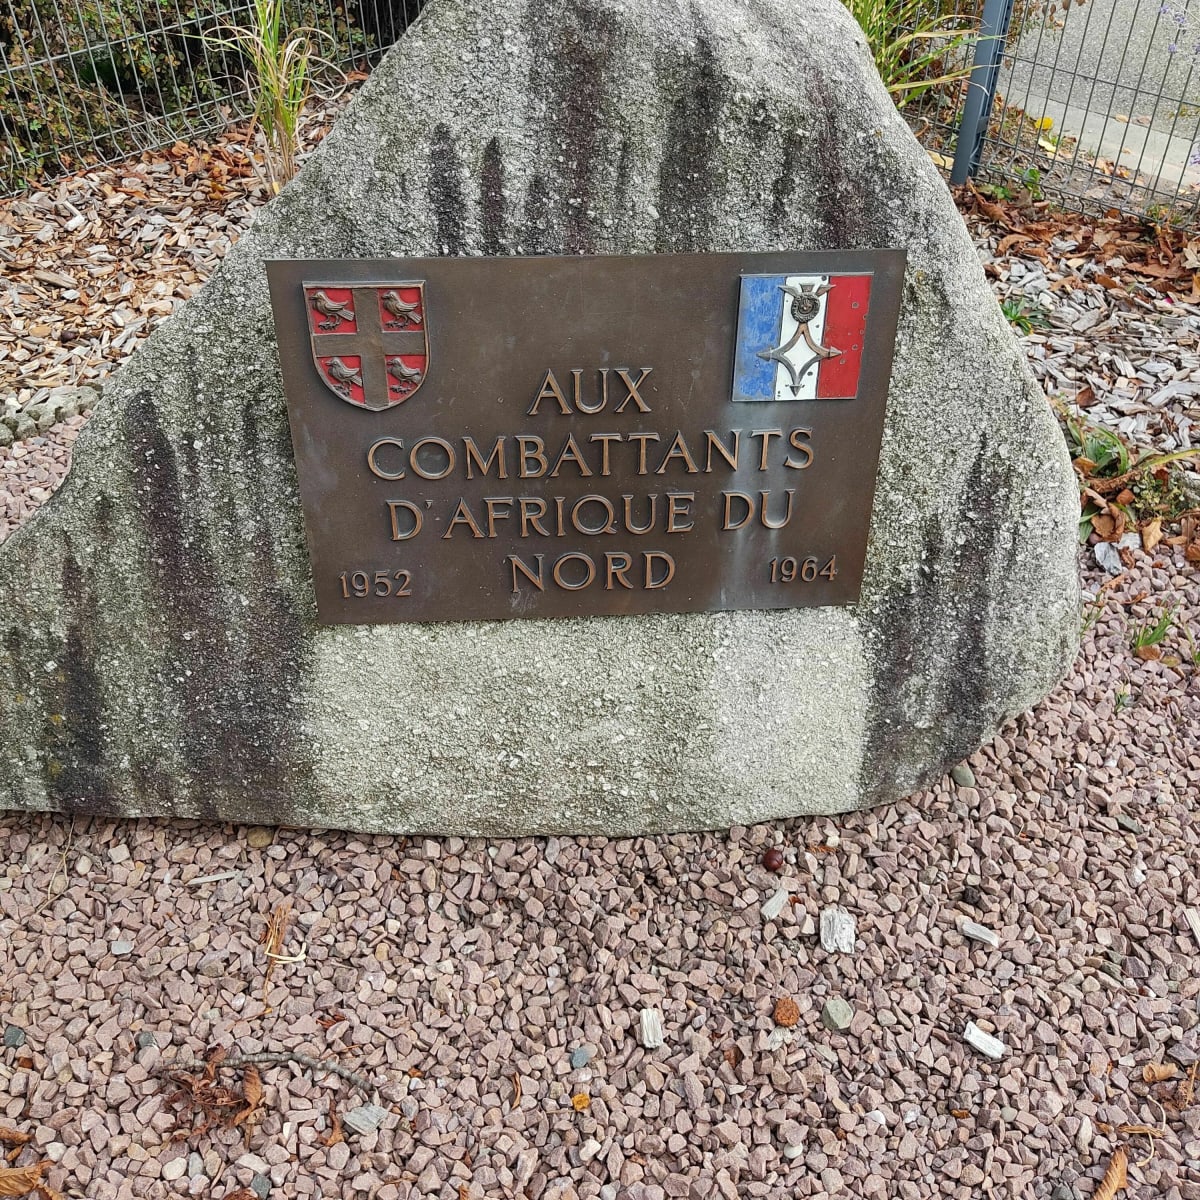 AUX
COMBATTANTS
D'AFRIQUE DU
NORD
1952
1964